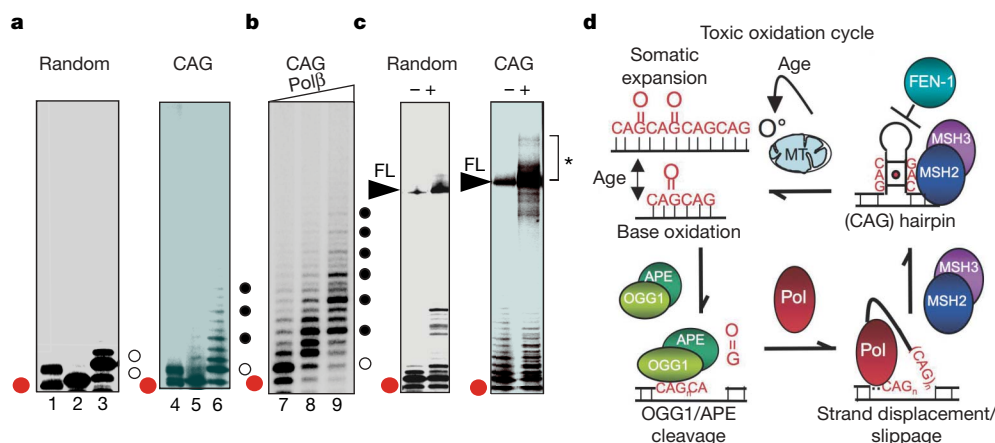 a
Random
CAG
1 2 3
4 5 6
b
CAG
Polβ
7 8 9
c
Random
CAG
– +
– +
FL
FL
*
d
Toxic oxidation cycle
Somatic
expansion
Age
O O
CAGCAGCAGCAG
O°
MT
FEN-1
MSH3
MSH2
CAG
GAC
(CAG) hairpin
Age
O
CAGCAG
Base oxidation
APE
OGG1
Pol
MSH3
MSH2
APE
OGG1
O
G
CAGnCA
OGG1/APE
cleavage
Pol
(CAG)n
CAGn
Strand displacement/
slippage